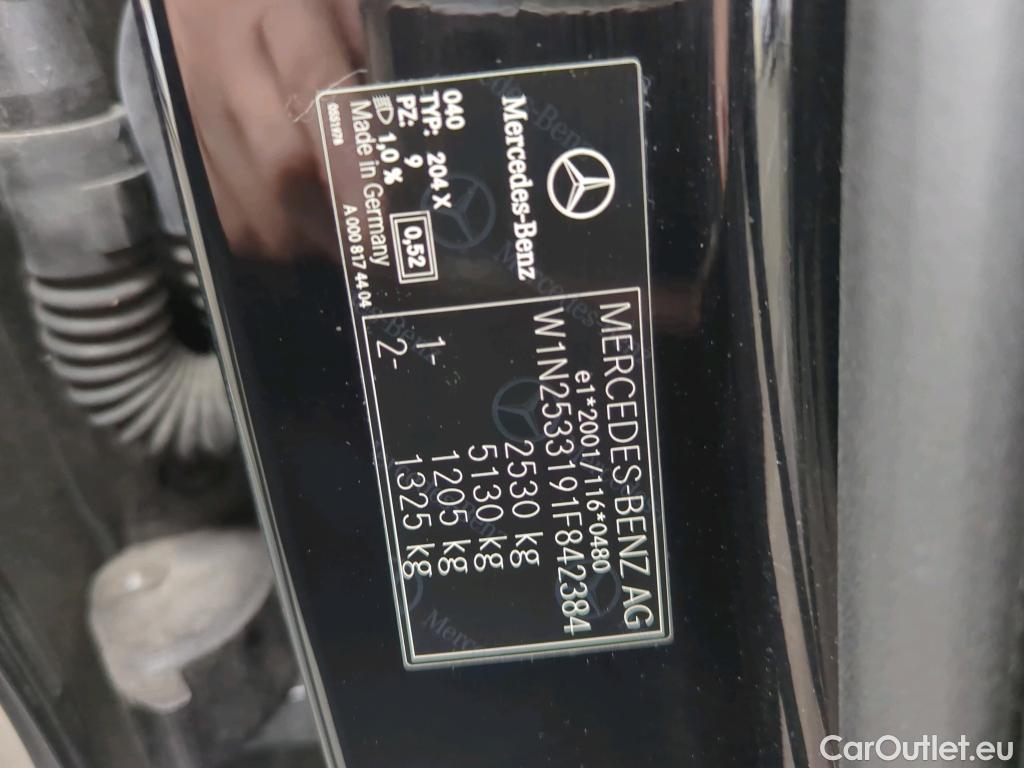 MERCEDES-BENZ AG
e1*2001/116*0480
W1N2533191F842384
2530 kg
5130 kg
1 1205 kg
2- 1325 kg
Mercedes-Benz
040
TYP: 204 X
PZ: 9
1,0 %
0,52
Made in Germany
A 000 817 44 04
CarOutlet.eu